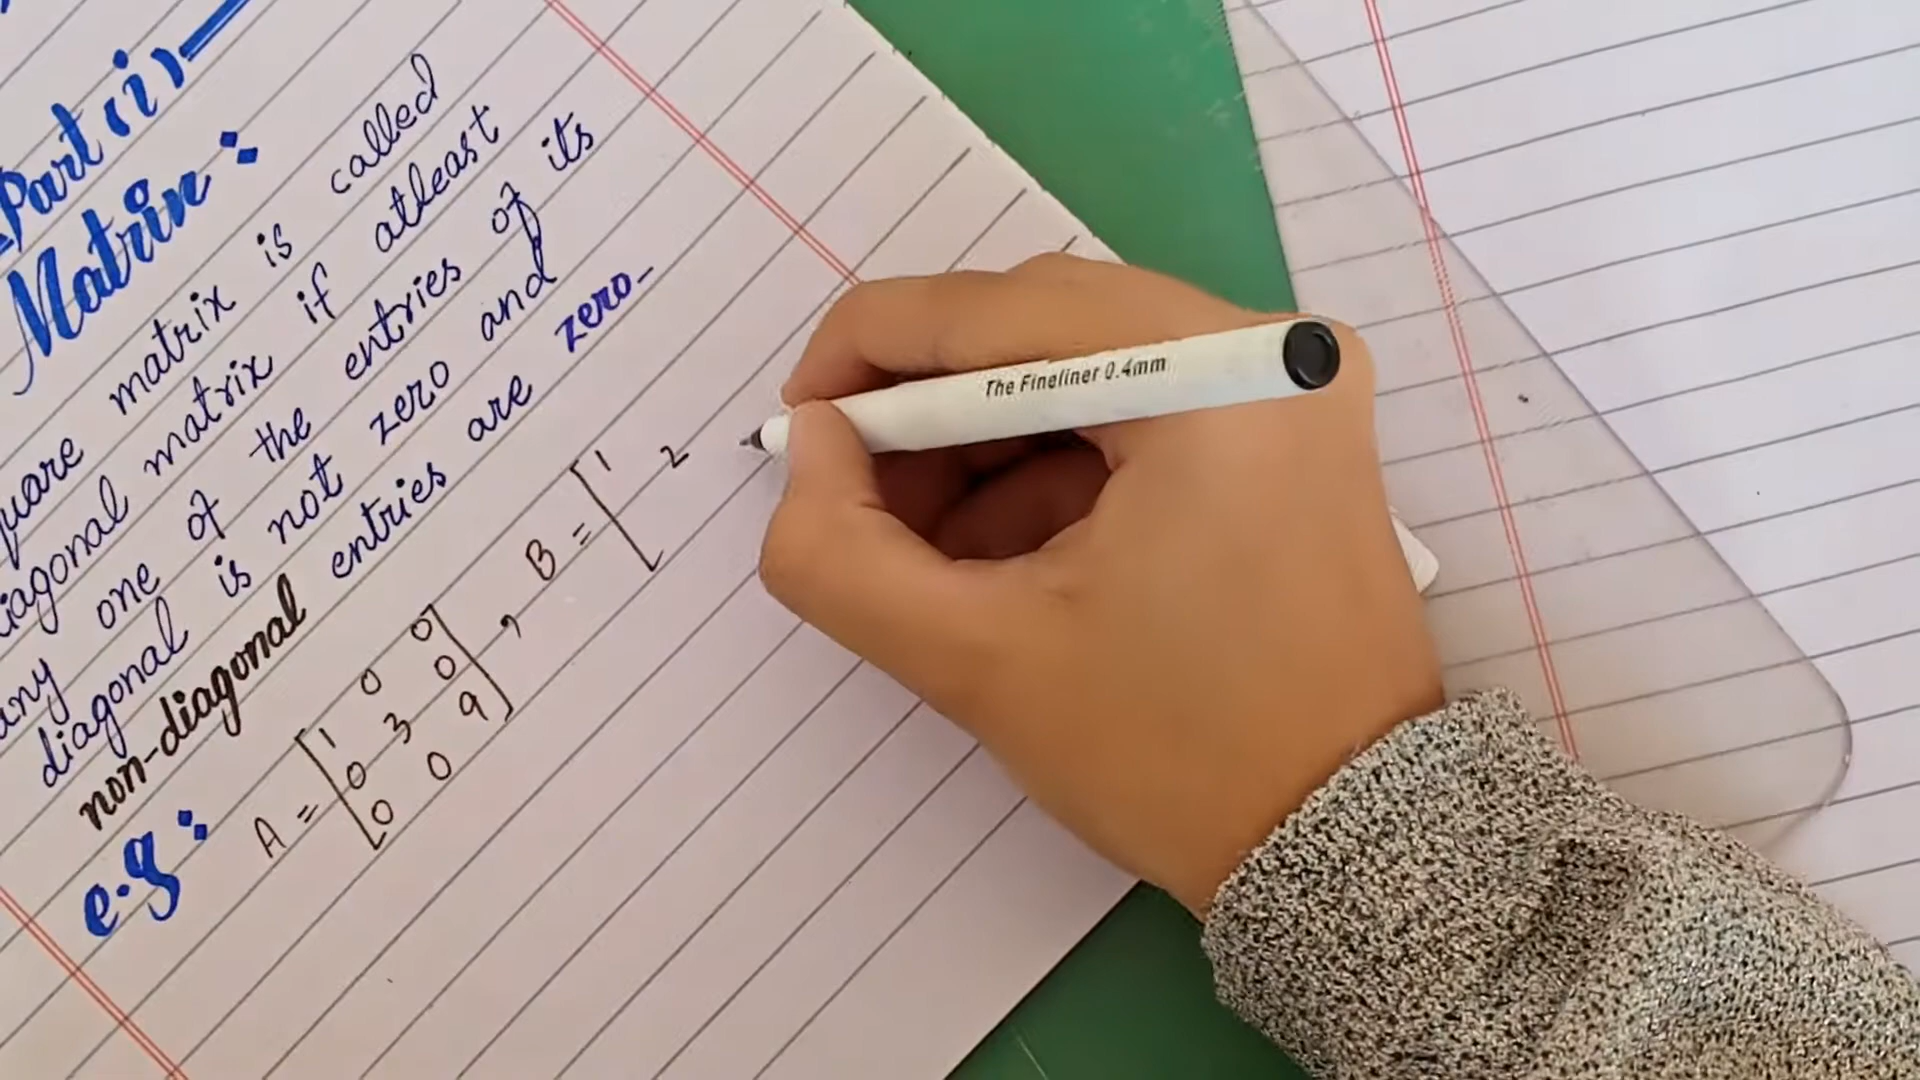 Part (i)
Matrix :
matrix is called
iagonal matrix if atleast
any one of the entries of its
diagonal is not zero and
non-diagonal entries are zero-
e.g :
A = [1 0 0
0 3 0
0 0 9] , B = [1 2
The Fineliner 0.4mm